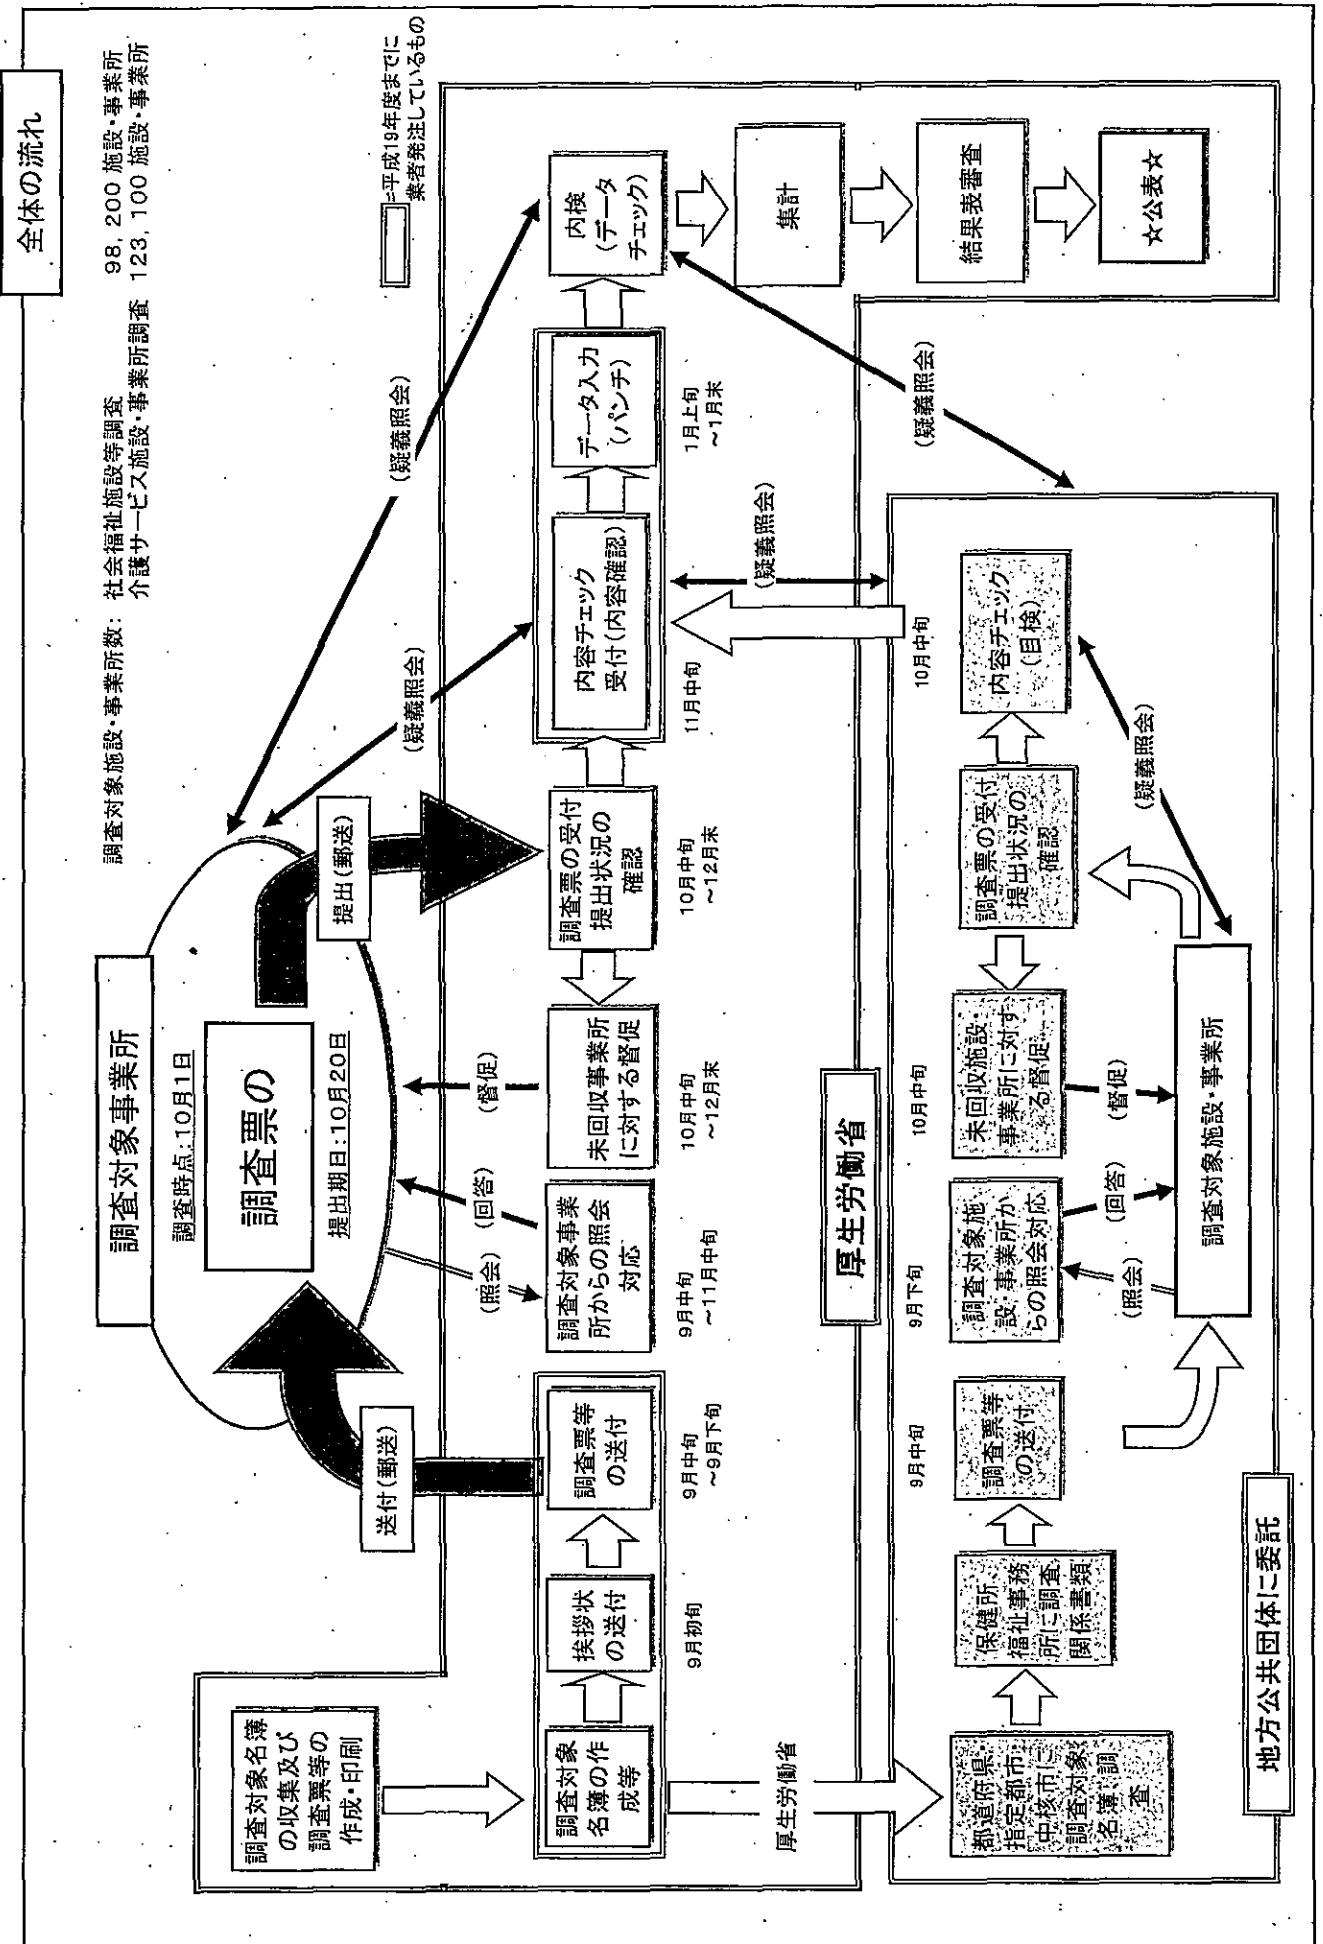 全体の流れ
調査対象施設・事業所数： 社会福祉施設等調査 98，200 施設・事業所
介護サービス施設・事業所調査 123，100 施設・事業所
=平成19年度までに
業者発注しているもの
調査対象事業所
調査時点：10月1日
調査票の
提出期日：10月20日
送付（郵送）
提出（郵送）
（照会）
（回答）
（督促）
（疑義照会）
（疑義照会）
調査対象名簿
の収集及び
調査票等の
作成・印刷
調査対象
名簿の作
成等
挨拶状
の送付
9月初旬
調査票等
の送付
9月中旬
～9月下旬
調査対象事業
所からの照会
対応
9月中旬
～11月中旬
未回収事業所
に対する督促
10月中旬
～12月末
調査票の受付
提出状況の
確認
10月中旬
～12月末
内容チェック
受付（内容確認）
11月中旬
データ入力
（パンチ）
1月上旬
～1月末
内検
（データ
チェック）
集計
結果表審査
☆公表☆
厚生労働省
厚生労働省
（疑義照会）
（疑義照会）
都道府県・
指定都市・
中核市に
調査対象
名簿・調
査
保健所・
福祉事務
所に調査
関係書類
9月中旬
調査票等
の送付
9月下旬
調査対象施
設・事業所か
らの照会対応
10月中旬
未回収施設・
事業所に対す
る督促
調査票の受付
提出状況の
確認
10月中旬
内容チェック
（目検）
（照会）
（回答）
（督促）
（疑義照会）
調査対象施設・事業所
地方公共団体に委託